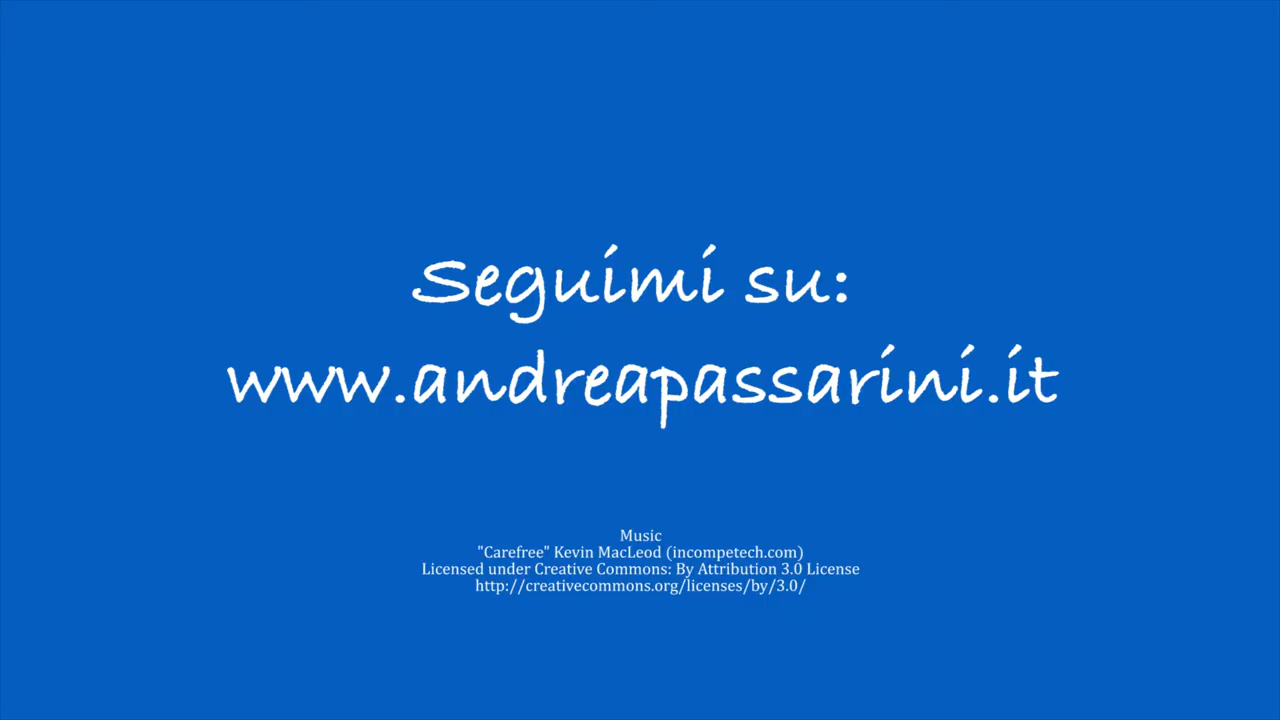 Seguimi su:
www.andreapassarini.it
Music
"Carefree" Kevin MacLeod (incompetech.com)
Licensed under Creative Commons: By Attribution 3.0 License
http://creativecommons.org/licenses/by/3.0/